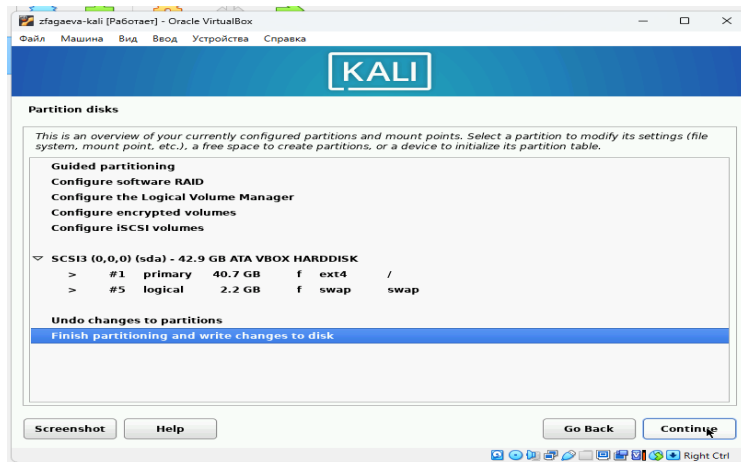 zfagaeva-kali [Работает] - Oracle VirtualBox
Файл Машина Вид Ввод Устройства Справка
KALI
Partition disks
This is an overview of your currently configured partitions and mount points. Select a partition to modify its settings (file
system, mount point, etc.), a free space to create partitions, or a device to initialize its partition table.
Guided partitioning
Configure software RAID
Configure the Logical Volume Manager
Configure encrypted volumes
Configure iSCSI volumes
SCSI3 (0,0,0) (sda) - 42.9 GB ATA VBOX HARDDISK
> #1 primary 40.7 GB f ext4 /
> #5 logical 2.2 GB f swap swap
Undo changes to partitions
Finish partitioning and write changes to disk
Screenshot Help Go Back Continue
Right Ctrl